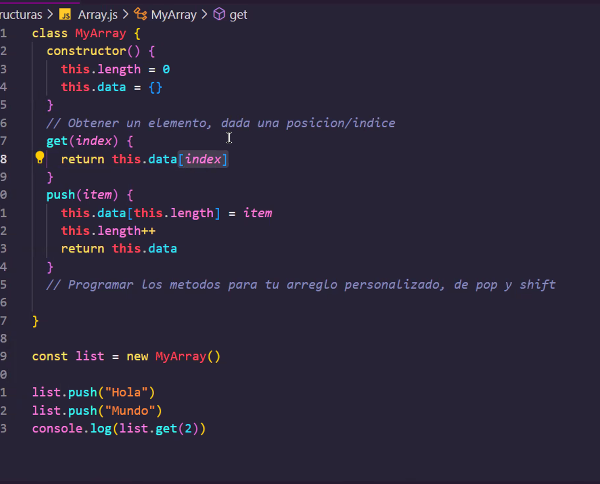 ructuras > JS Array.js > MyArray > get
1 class MyArray {
2 constructor() {
3 this.length = 0
4 this.data = {}
5 }
6 // Obtener un elemento, dada una posicion/indice
7 get(index) {
8 return this.data[index]
9 }
0 push(item) {
1 this.data[this.length] = item
2 this.length++
3 return this.data
4 }
5 // Programar los metodos para tu arreglo personalizado, de pop y shift
6
7 }
8
9 const list = new MyArray()
0
1 list.push("Hola")
2 list.push("Mundo")
3 console.log(list.get(2))